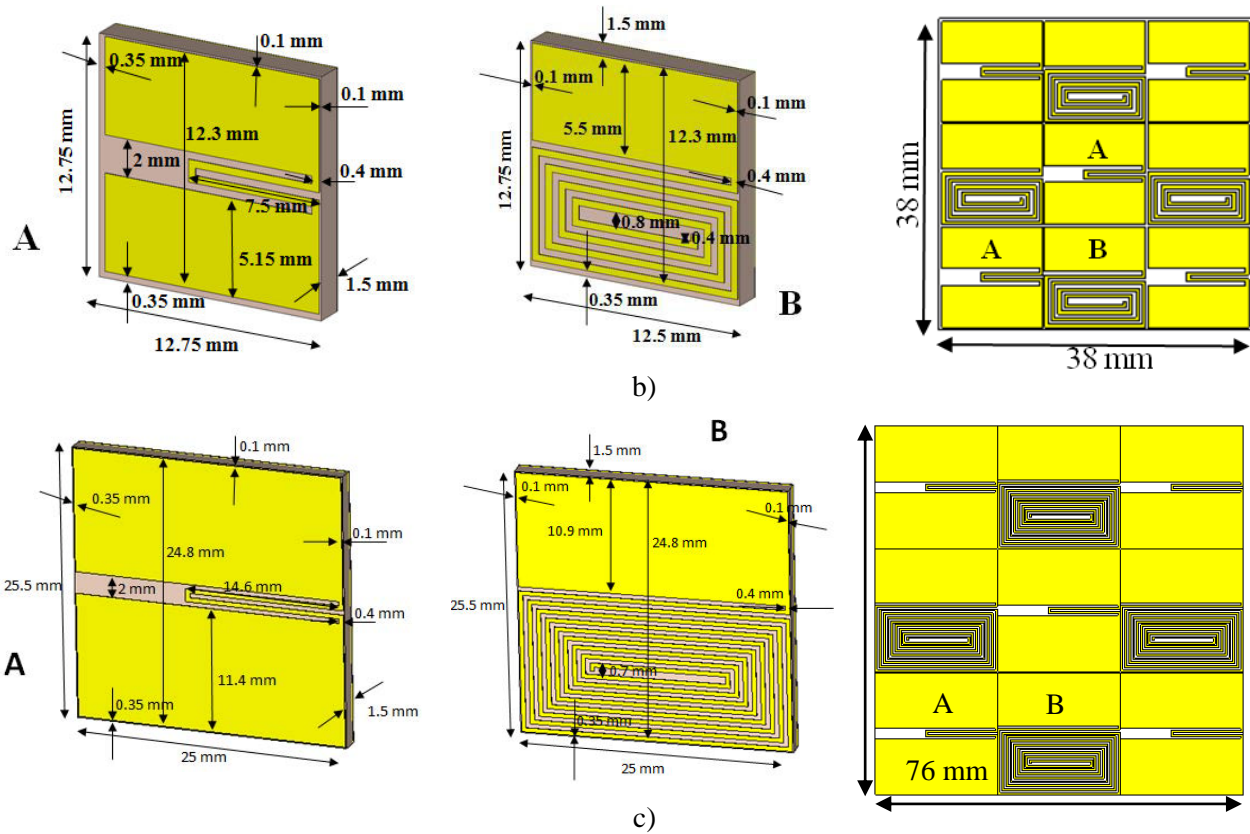 0.1 mm
0.35 mm
0.1 mm
12.3 mm
12.75 mm
2 mm
0.4 mm
7.5 mm
A
5.15 mm
1.5 mm
0.35 mm
12.75 mm
1.5 mm
0.1 mm
0.1 mm
5.5 mm
12.3 mm
12.75 mm
0.4 mm
0.8 mm
0.4 mm
0.35 mm
B
12.5 mm
A
38 mm
A
B
38 mm
b)
0.1 mm
0.35 mm
0.1 mm
24.8 mm
25.5 mm
2 mm
14.6 mm
0.4 mm
A
11.4 mm
0.35 mm
1.5 mm
25 mm
B
1.5 mm
0.1 mm
0.1 mm
10.9 mm
24.8 mm
25.5 mm
0.4 mm
0.7 mm
0.35 mm
25 mm
A
B
76 mm
c)